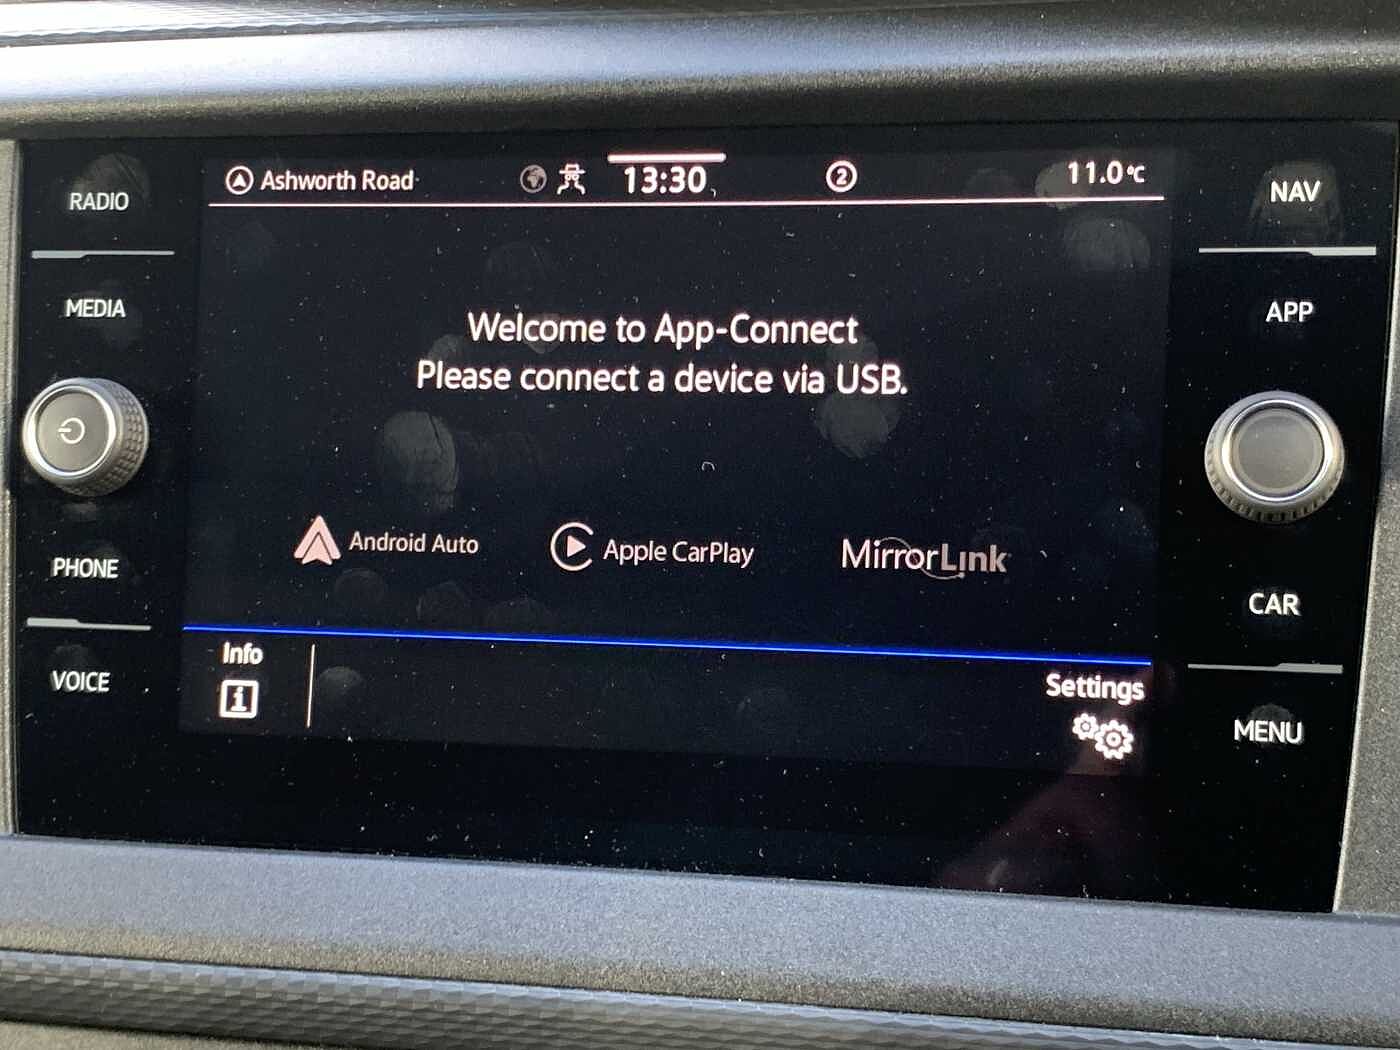 RADIO
MEDIA
PHONE
VOICE
Ashworth Road
13:30
2
11.0°C
Welcome to App-Connect
Please connect a device via USB.
Android Auto
Apple CarPlay
MirrorLink
Info
i
Settings
NAV
APP
CAR
MENU